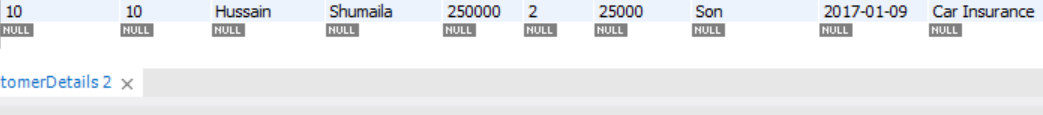 10 10 Hussain Shumaila 250000 2 25000 Son 2017-01-09 Car Insurance
NULL NULL NULL NULL NULL NULL NULL NULL NULL
tomerDetails 2 ×